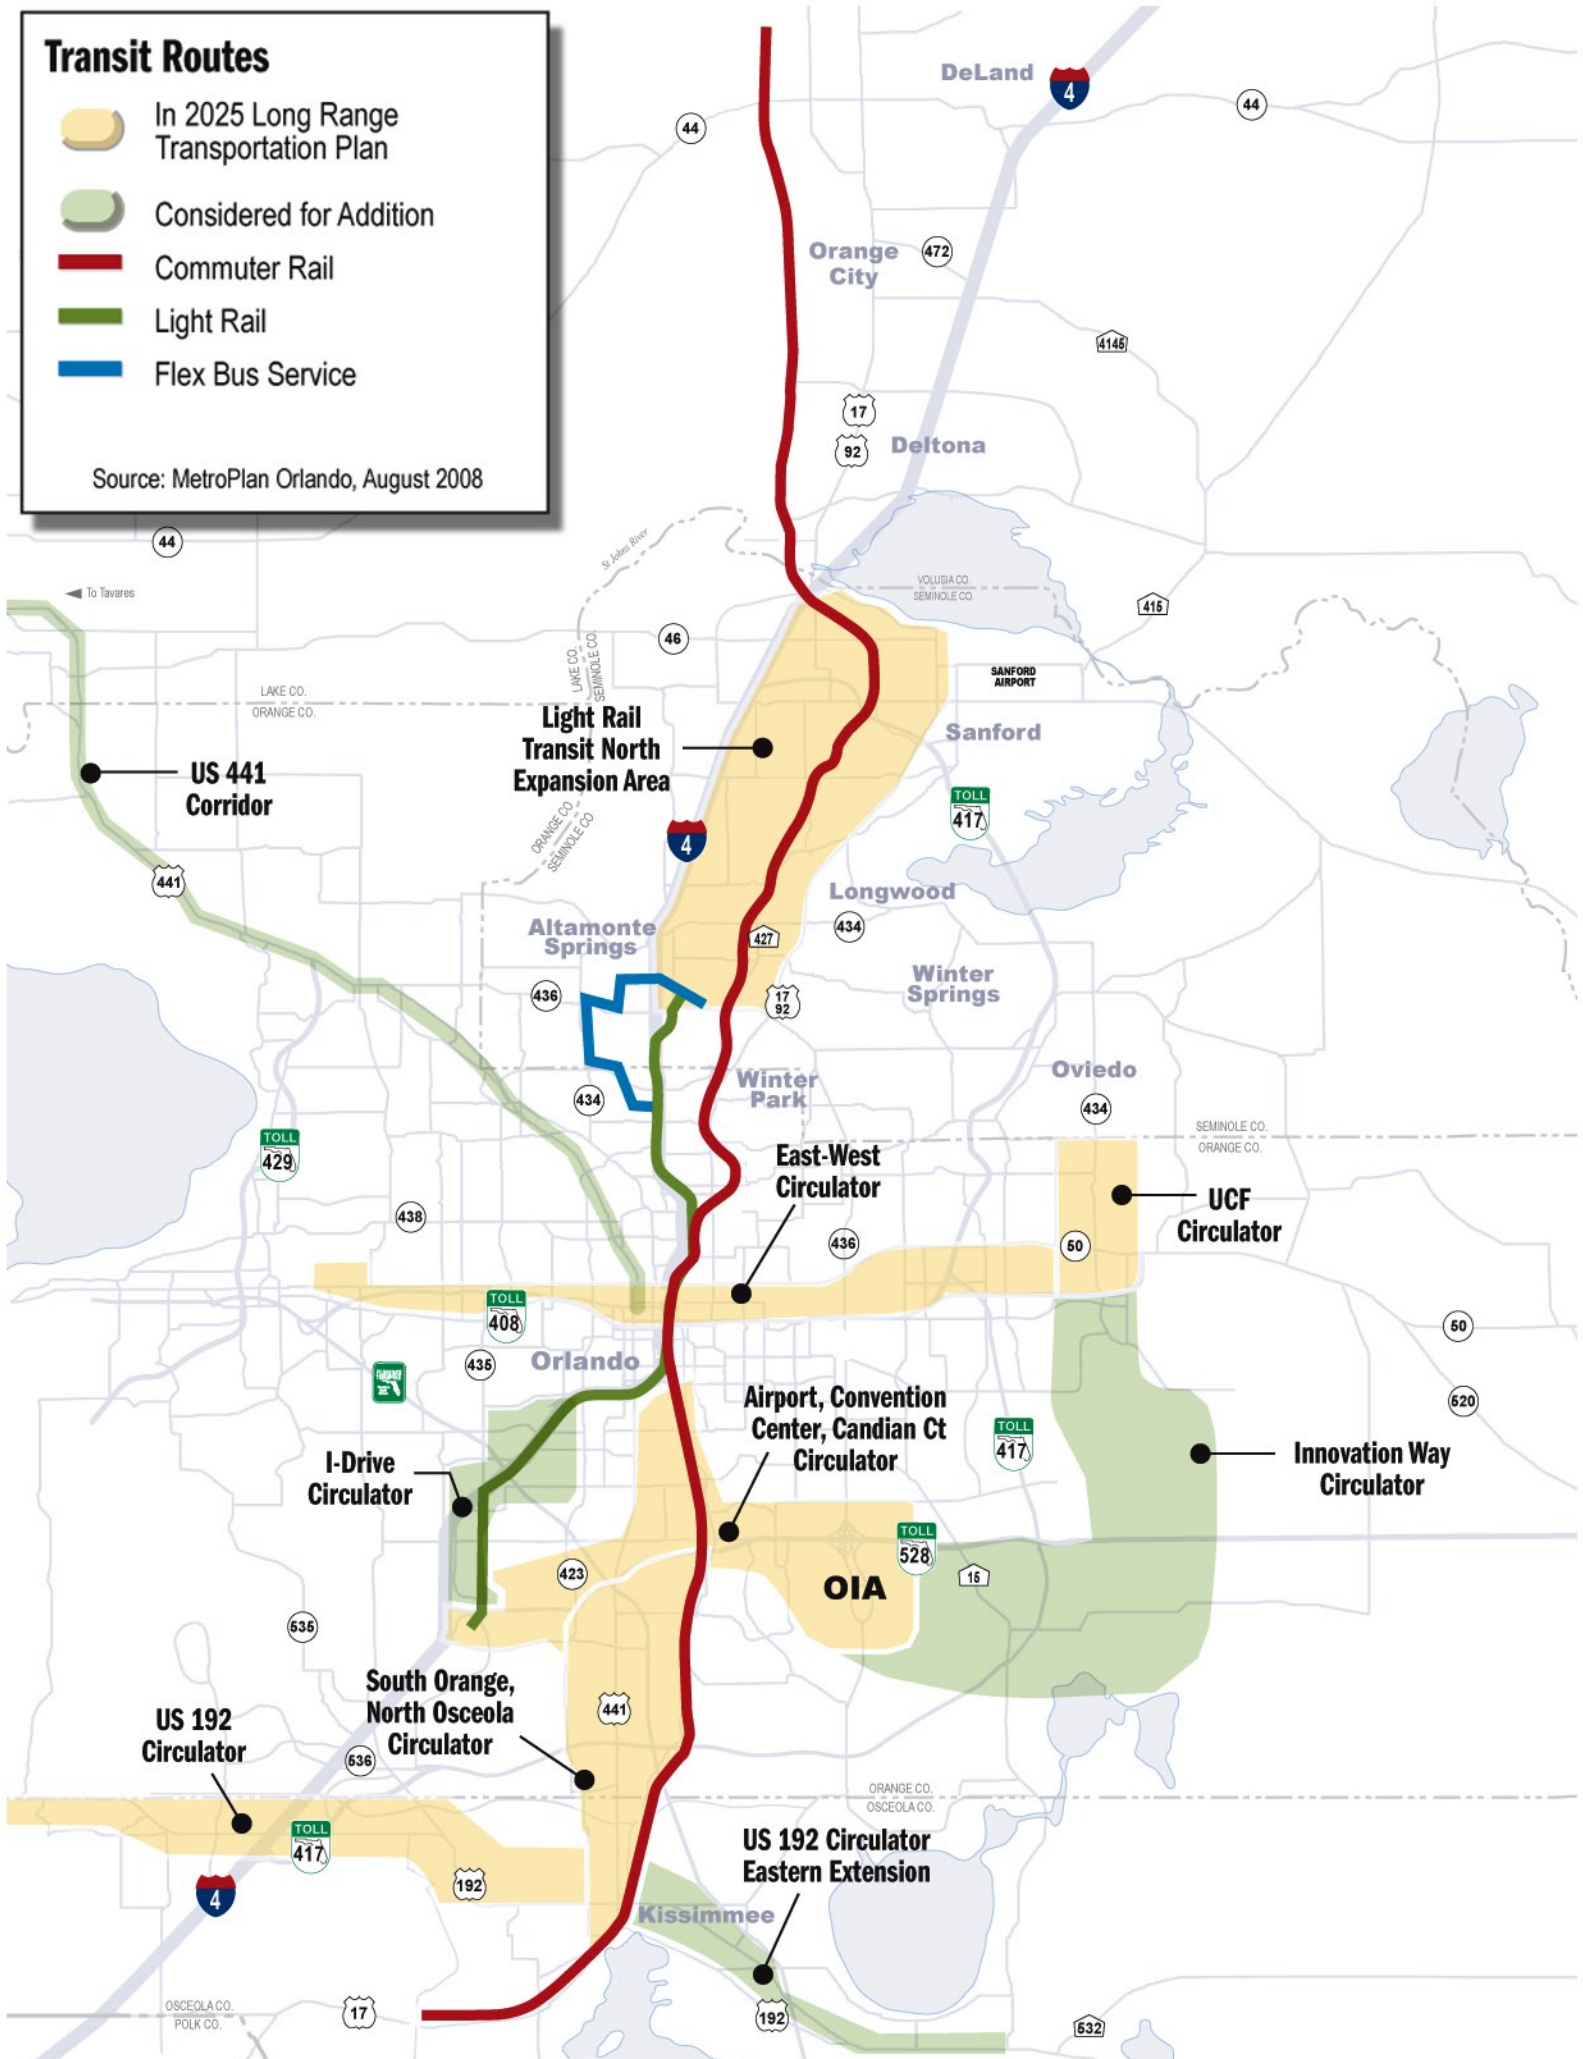 Transit Routes
In 2025 Long Range
Transportation Plan
Considered for Addition
Commuter Rail
Light Rail
Flex Bus Service
Source: MetroPlan Orlando, August 2008
DeLand
4
44
44
Orange
City
472
4145
17
92
Deltona
44
St Johns River
To Tavares
VOLUSIA CO.
SEMINOLE CO.
415
46
LAKE CO.
SEMINOLE CO.
SANFORD
AIRPORT
LAKE CO.
ORANGE CO.
Light Rail
Transit North
Expansion Area
Sanford
US 441
Corridor
TOLL
417
ORANGE CO
SEMINOLE CO
4
441
Longwood
434
Altamonte
Springs
427
Winter
Springs
436
17
92
Winter
Park
Oviedo
434
434
SEMINOLE CO.
ORANGE CO.
TOLL
429
East-West
Circulator
UCF
Circulator
438
436
50
TOLL
408
50
435
Orlando
520
Airport, Convention
Center, Candian Ct
Circulator
TOLL
417
I-Drive
Circulator
Innovation Way
Circulator
TOLL
528
423
15
OIA
535
South Orange,
North Osceola
Circulator
441
US 192
Circulator
536
ORANGE CO.
OSCEOLA CO.
TOLL
417
US 192 Circulator
Eastern Extension
192
4
Kissimmee
OSCEOLA CO.
POLK CO.
17
192
532